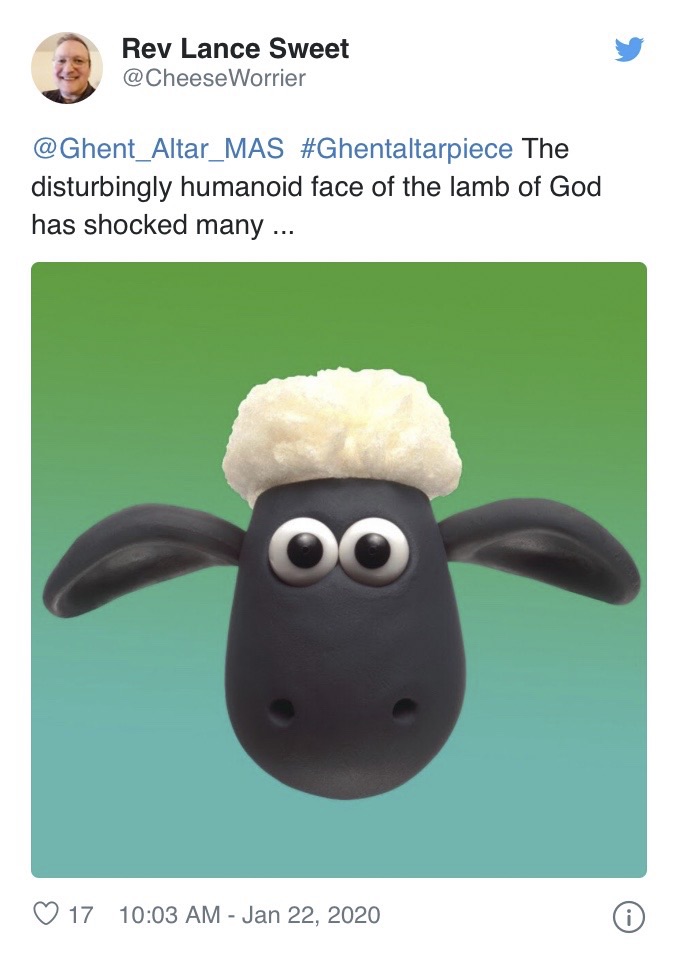 Rev Lance Sweet
@CheeseWorrier
@Ghent_Altar_MAS #Ghentaltarpiece The
disturbingly humanoid face of the lamb of God
has shocked many ...
17 10:03 AM - Jan 22, 2020